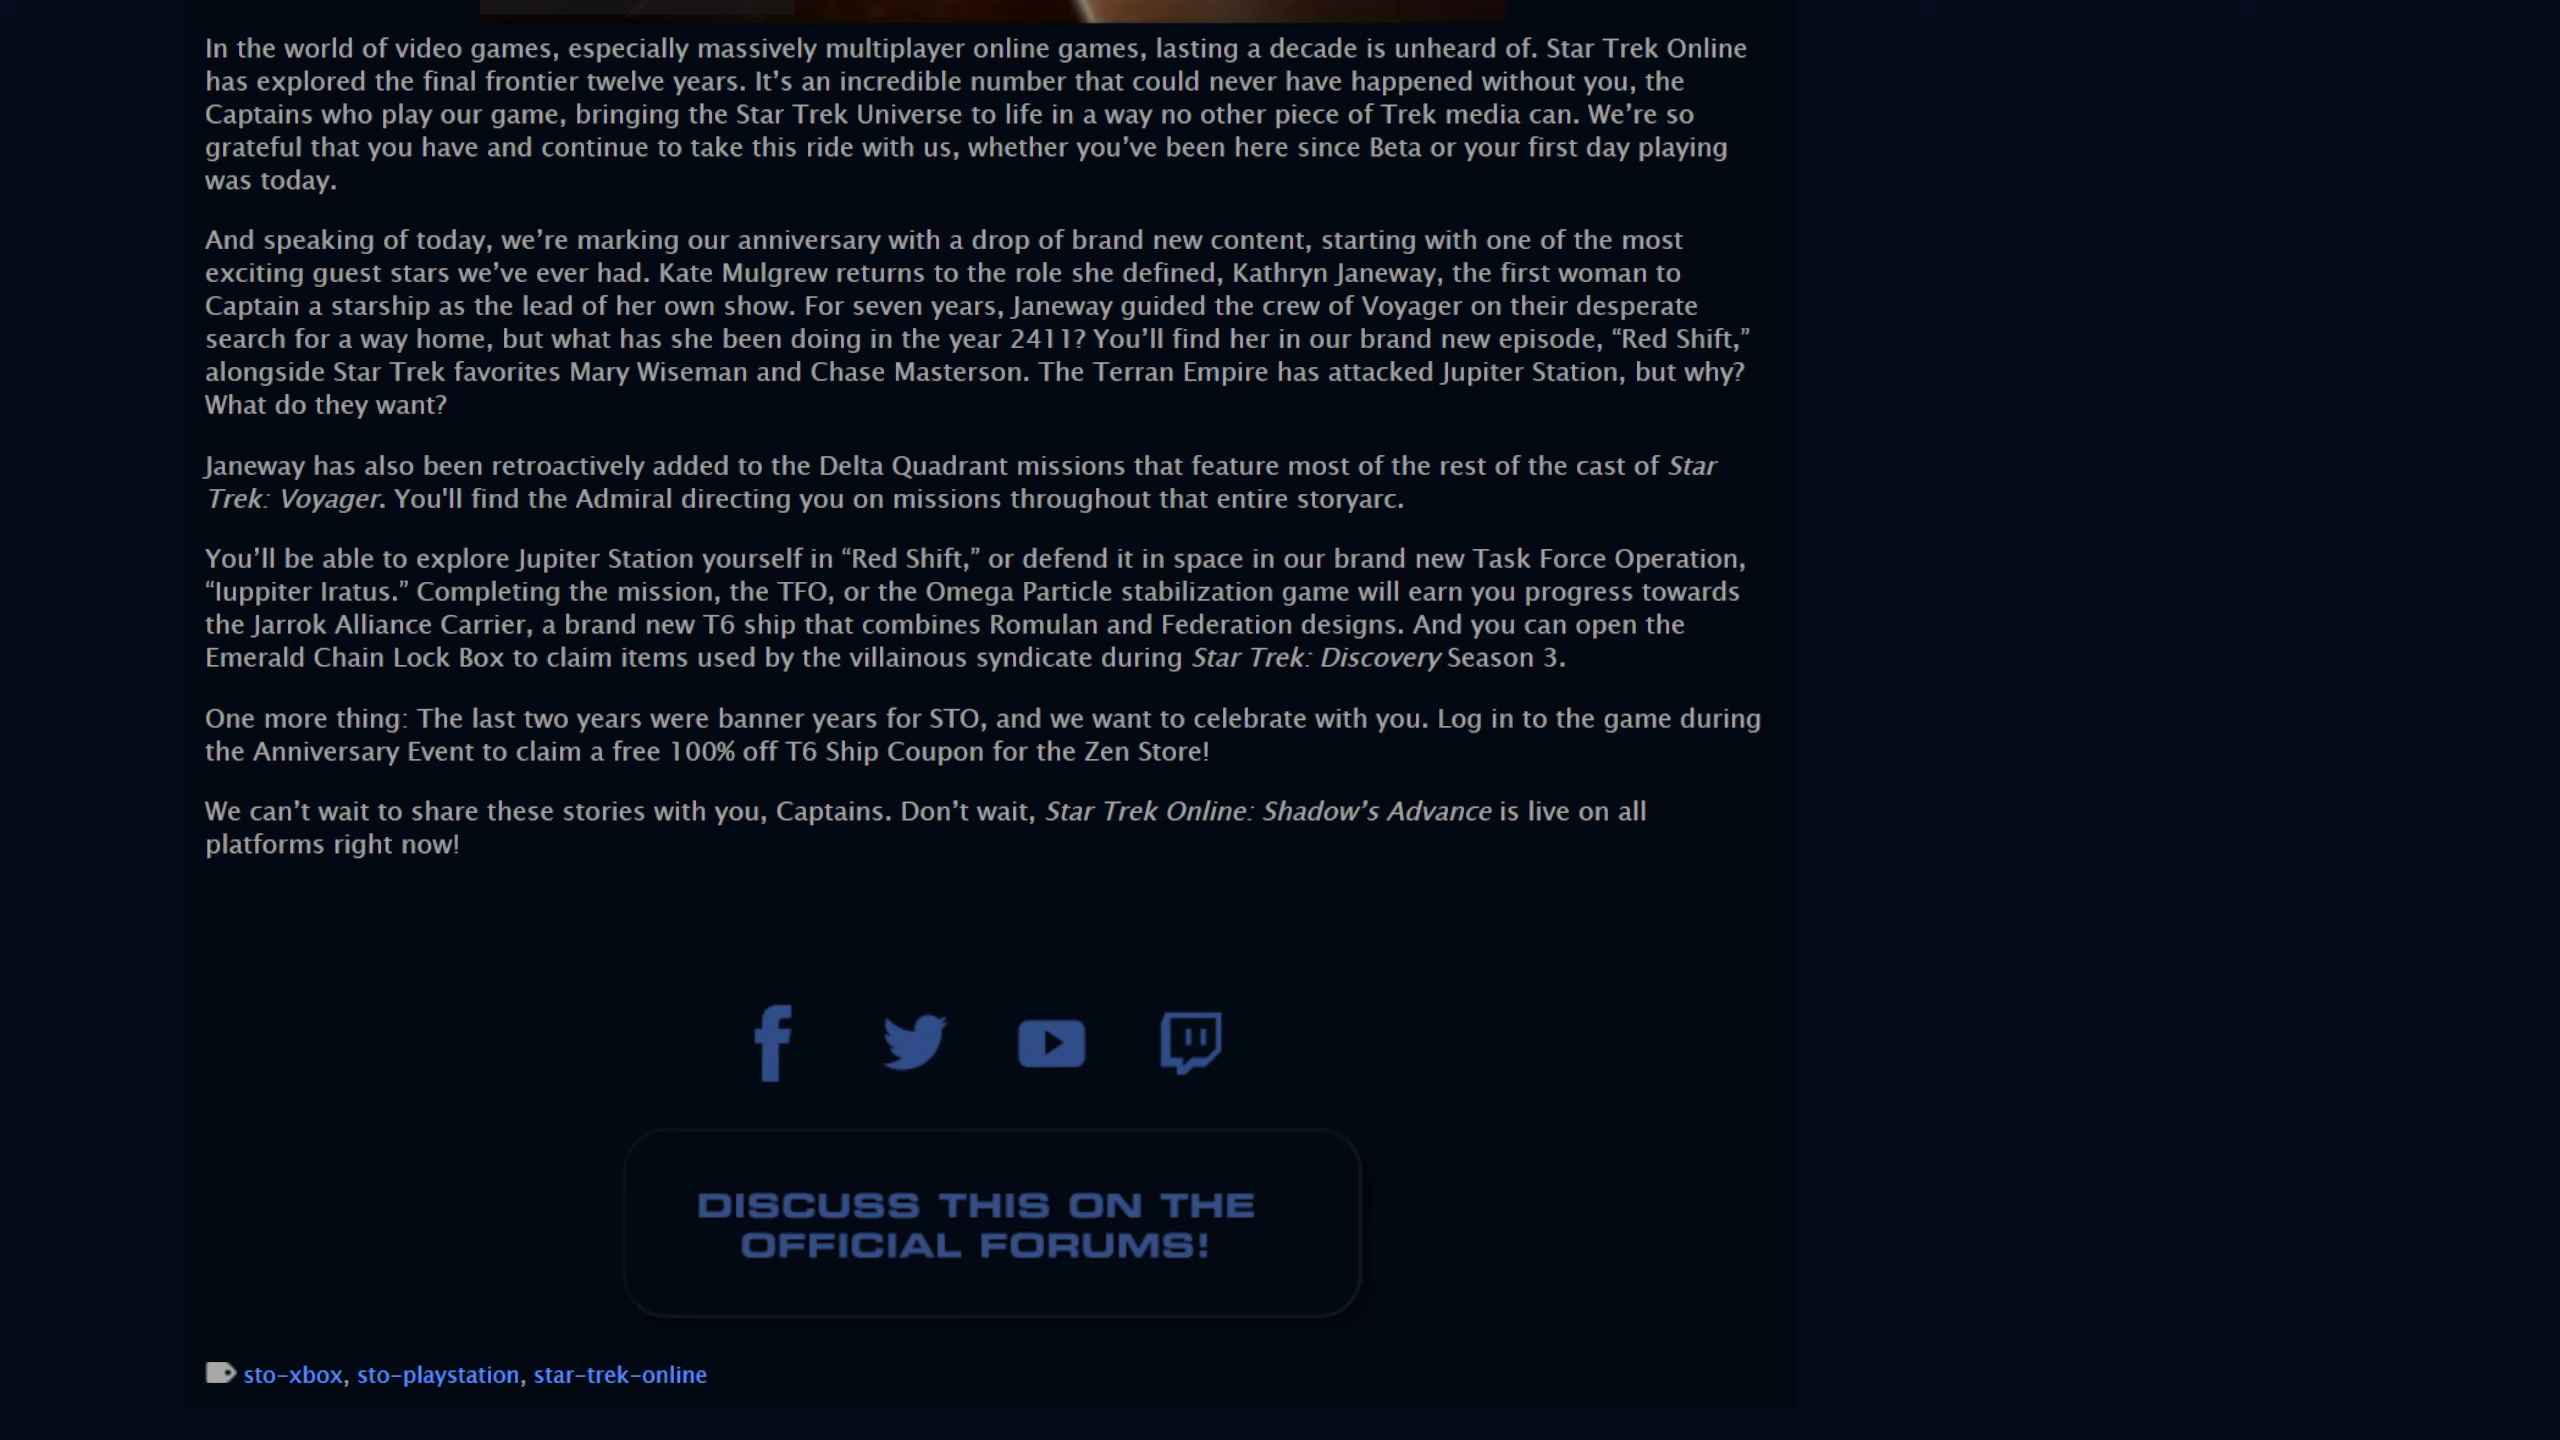 In the world of video games, especially massively multiplayer online games, lasting a decade is unheard of. Star Trek Online
has explored the final frontier twelve years. It’s an incredible number that could never have happened without you, the
Captains who play our game, bringing the Star Trek Universe to life in a way no other piece of Trek media can. We’re so
grateful that you have and continue to take this ride with us, whether you’ve been here since Beta or your first day playing
was today.
And speaking of today, we’re marking our anniversary with a drop of brand new content, starting with one of the most
exciting guest stars we’ve ever had. Kate Mulgrew returns to the role she defined, Kathryn Janeway, the first woman to
Captain a starship as the lead of her own show. For seven years, Janeway guided the crew of Voyager on their desperate
search for a way home, but what has she been doing in the year 2411? You’ll find her in our brand new episode, “Red Shift,”
alongside Star Trek favorites Mary Wiseman and Chase Masterson. The Terran Empire has attacked Jupiter Station, but why?
What do they want?
Janeway has also been retroactively added to the Delta Quadrant missions that feature most of the rest of the cast of Star
Trek: Voyager. You'll find the Admiral directing you on missions throughout that entire storyarc.
You’ll be able to explore Jupiter Station yourself in “Red Shift,” or defend it in space in our brand new Task Force Operation,
“Iuppiter Iratus.” Completing the mission, the TFO, or the Omega Particle stabilization game will earn you progress towards
the Jarrok Alliance Carrier, a brand new T6 ship that combines Romulan and Federation designs. And you can open the
Emerald Chain Lock Box to claim items used by the villainous syndicate during Star Trek: Discovery Season 3.
One more thing: The last two years were banner years for STO, and we want to celebrate with you. Log in to the game during
the Anniversary Event to claim a free 100% off T6 Ship Coupon for the Zen Store!
We can’t wait to share these stories with you, Captains. Don’t wait, Star Trek Online: Shadow’s Advance is live on all
platforms right now!
DISCUSS THIS ON THE
OFFICIAL FORUMS!
sto-xbox, sto-playstation, star-trek-online